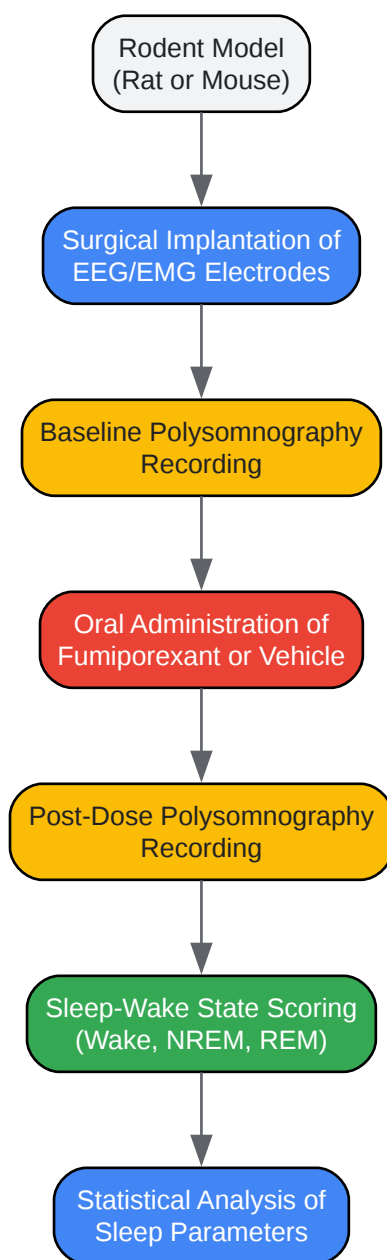 Rodent Model
(Rat or Mouse)
Surgical Implantation of
EEG/EMG Electrodes
Baseline Polysomnography
Recording
Oral Administration of
Fumiporexant or Vehicle
Post-Dose Polysomnography
Recording
Sleep-Wake State Scoring
(Wake, NREM, REM)
Statistical Analysis of
Sleep Parameters